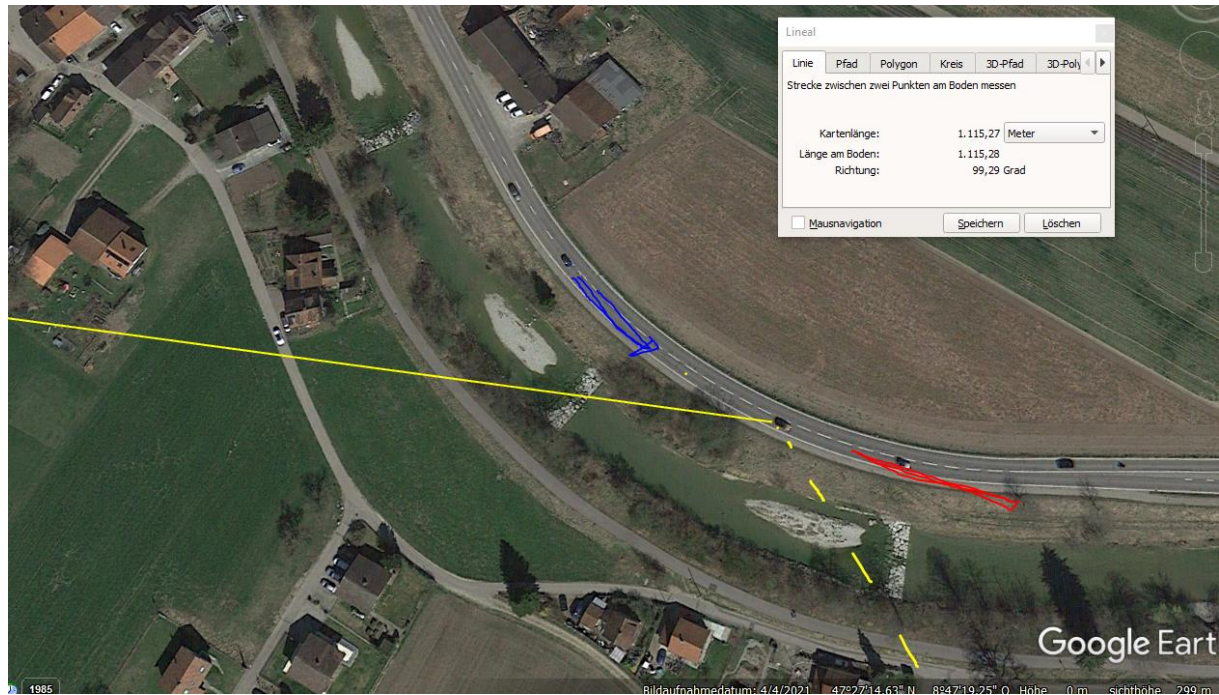 Lineal
Linie Pfad Polygon Kreis 3D-Pfad 3D-Poly
Strecke zwischen zwei Punkten am Boden messen
Kartenlänge: 1.115,27 Meter
Länge am Boden: 1.115,28
Richtung: 99,29 Grad
Mausnavigation Speichern Löschen
Google Eart
1985 Bildaufnahmedatum: 4/4/2021 47°27'14.63" N 8°47'19.25" O Höhe 0 m sichthöhe 299 m